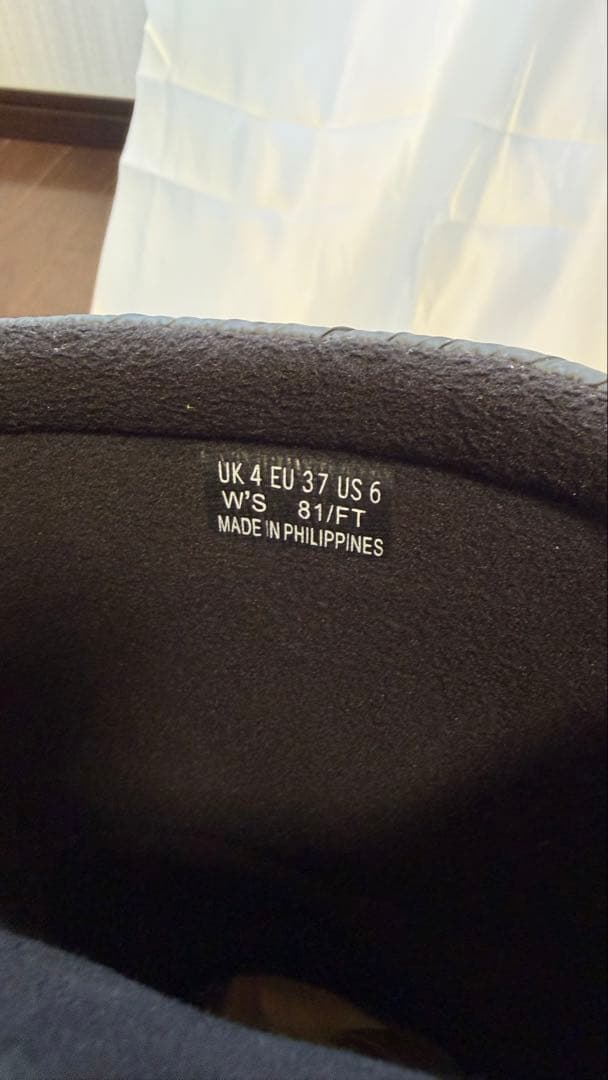 UK 4 EU 37 US 6
W'S 81/FT
MADE IN PHILIPPINES